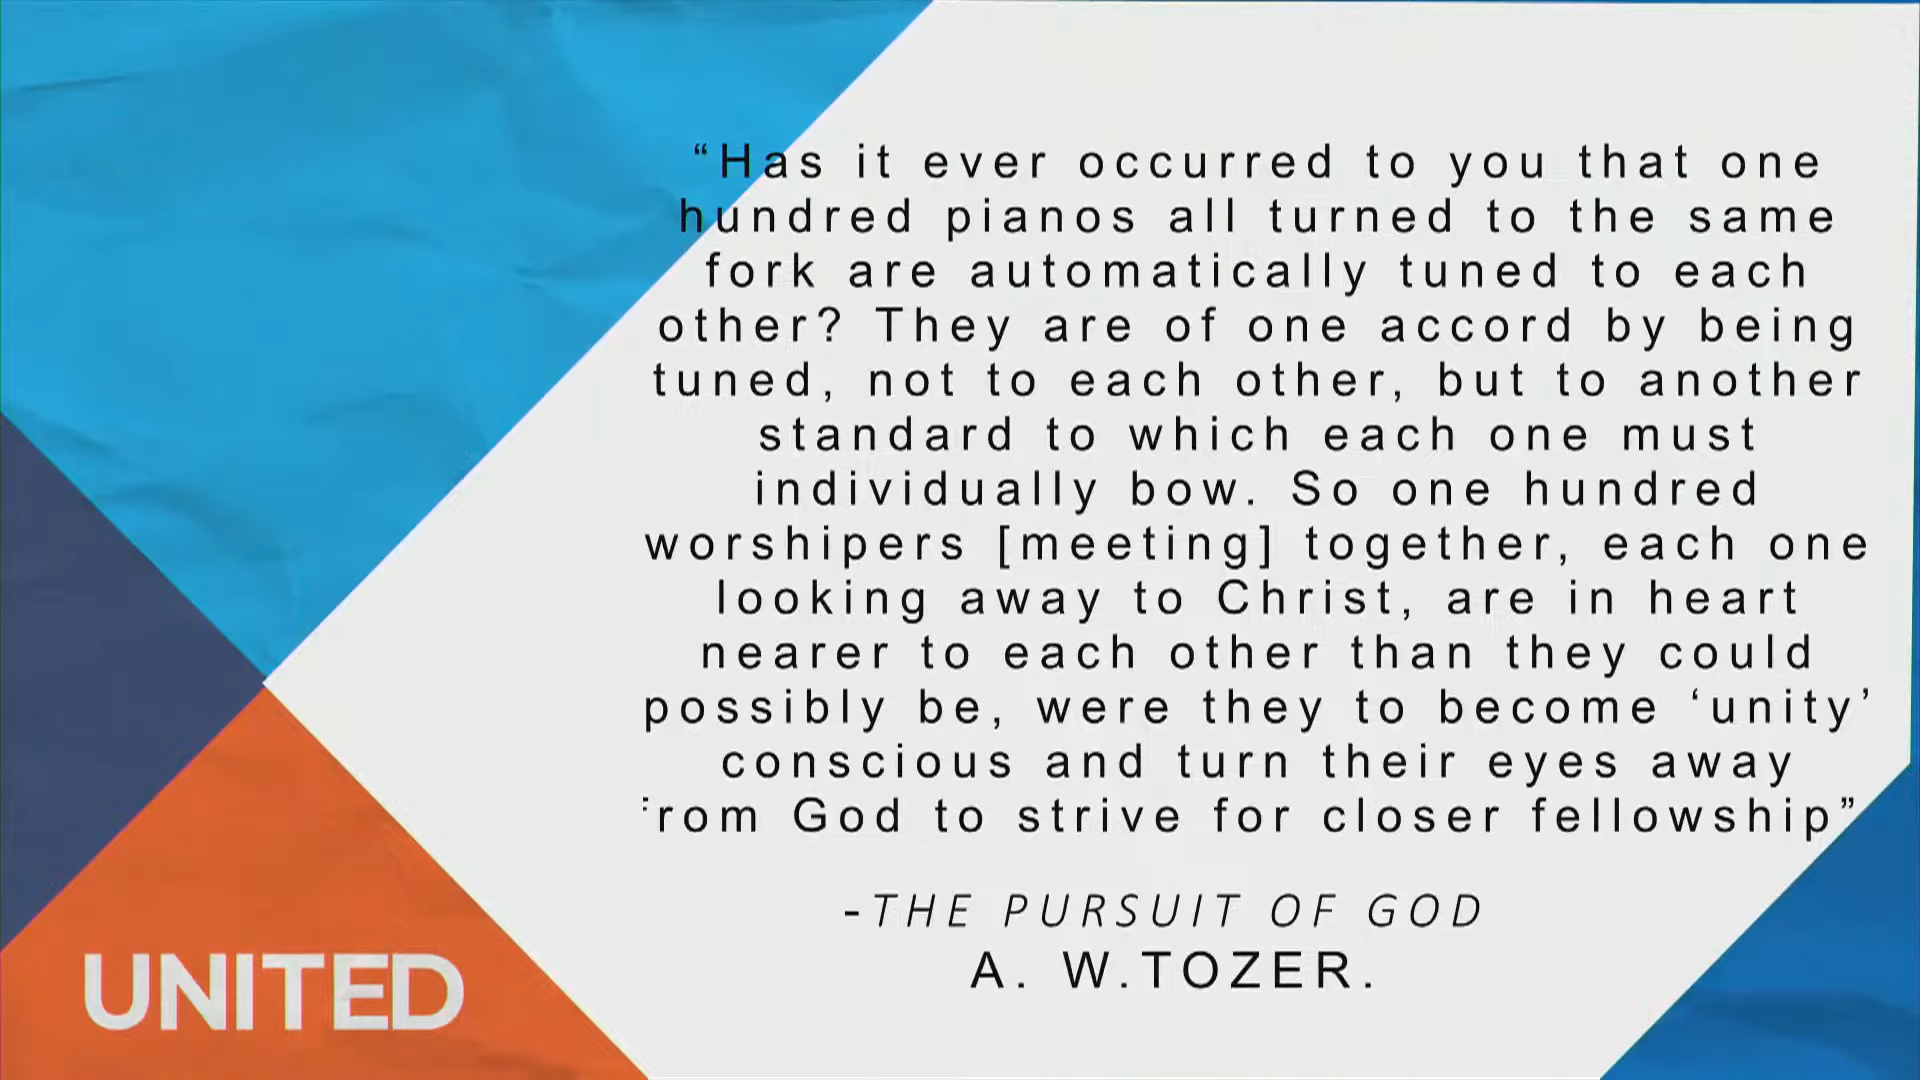 “Has it ever occurred to you that one
hundred pianos all turned to the same
fork are automatically tuned to each
other? They are of one accord by being
tuned, not to each other, but to another
standard to which each one must
individually bow. So one hundred
worshipers [meeting] together, each one
looking away to Christ, are in heart
nearer to each other than they could
possibly be, were they to become ‘unity’
conscious and turn their eyes away
from God to strive for closer fellowship”
-THE PURSUIT OF GOD
A. W.TOZER.
UNITED